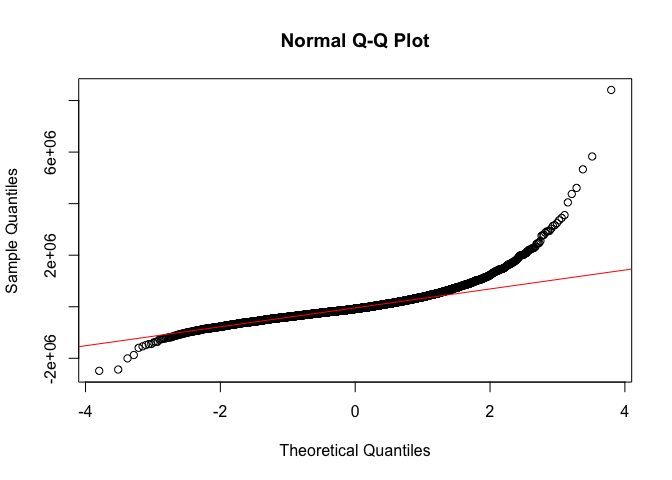 Normal Q-Q Plot
6e+06
2e+06
-2e+06
Sample Quantiles
-4
-2
0
2
4
Theoretical Quantiles